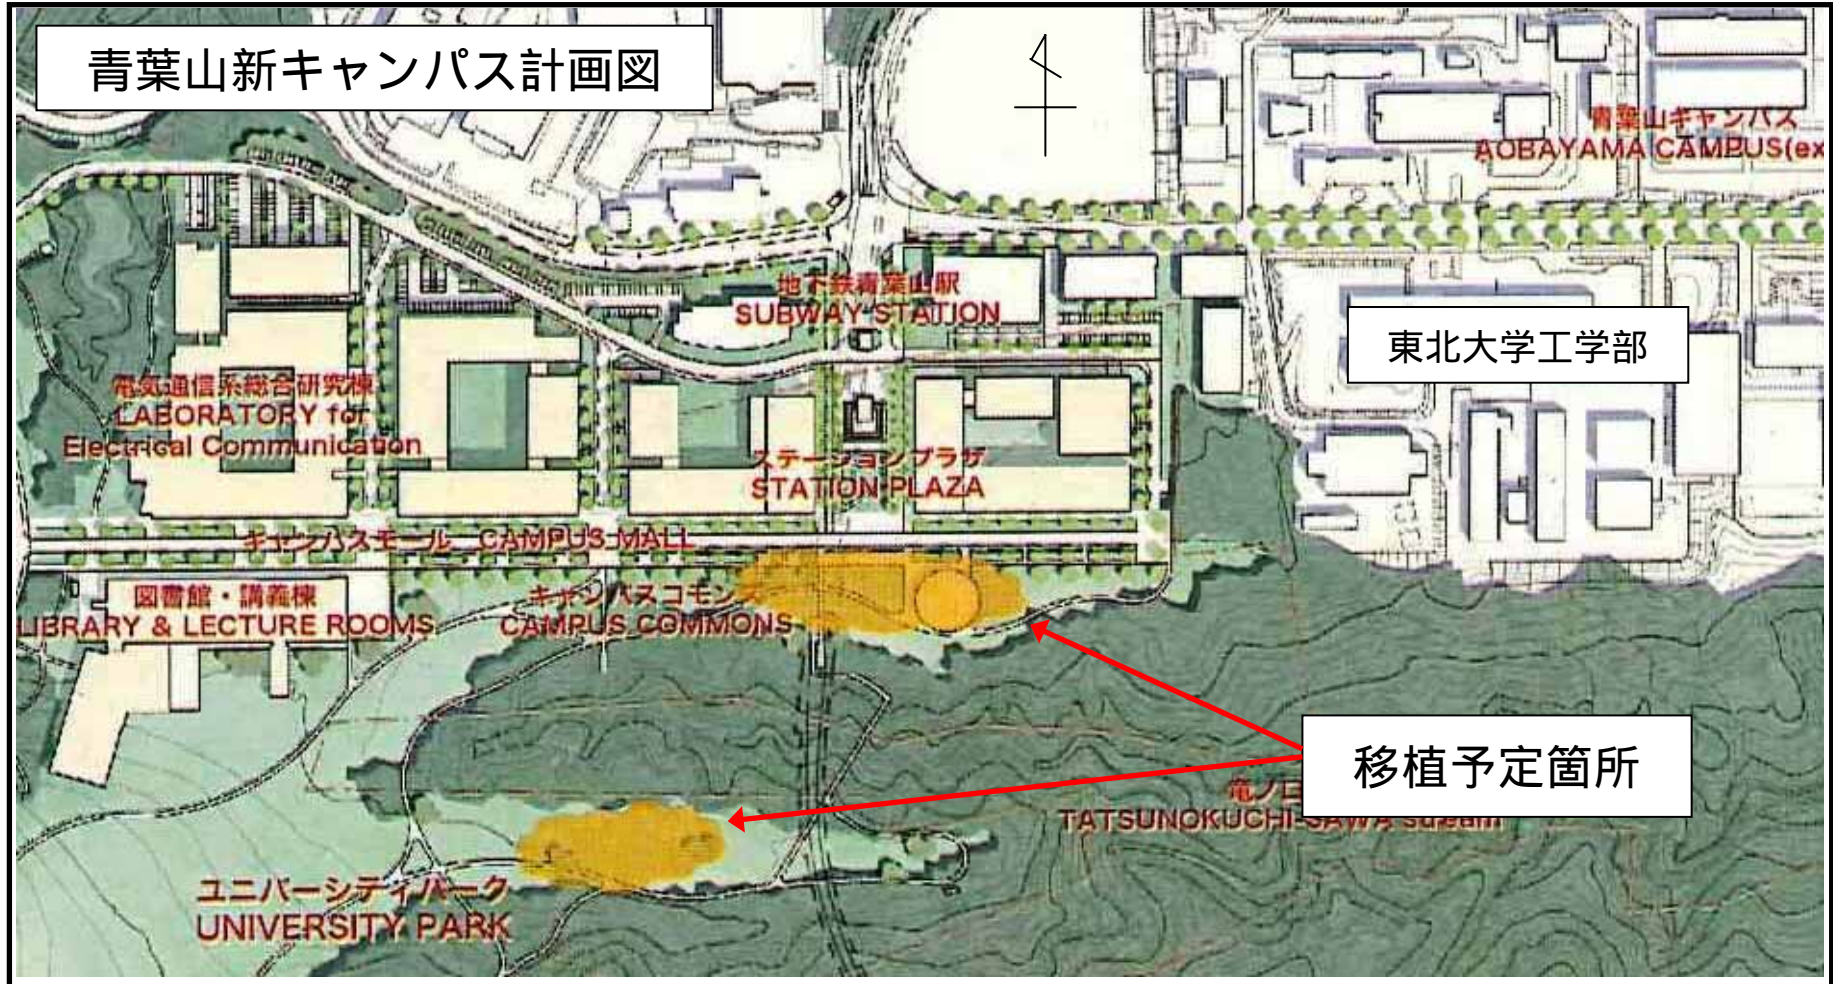 青葉山新キャンパス計画図
青葉山キャンパス
AOBAYAMA CAMPUS(ex
地下鉄青葉山駅
SUBWAY STATION
東北大学工学部
電気通信系総合研究棟
LABORATORY for
Electrical Communication
ステーションプラザ
STATION PLAZA
キャンパスモール CAMPUS MALL
図書館・講義棟
LIBRARY & LECTURE ROOMS
キャンパスコモンズ
CAMPUS COMMONS
移植予定箇所
竜ノ口
TATSUNOKUCHI-SAWA stream
ユニバーシティパーク
UNIVERSITY PARK